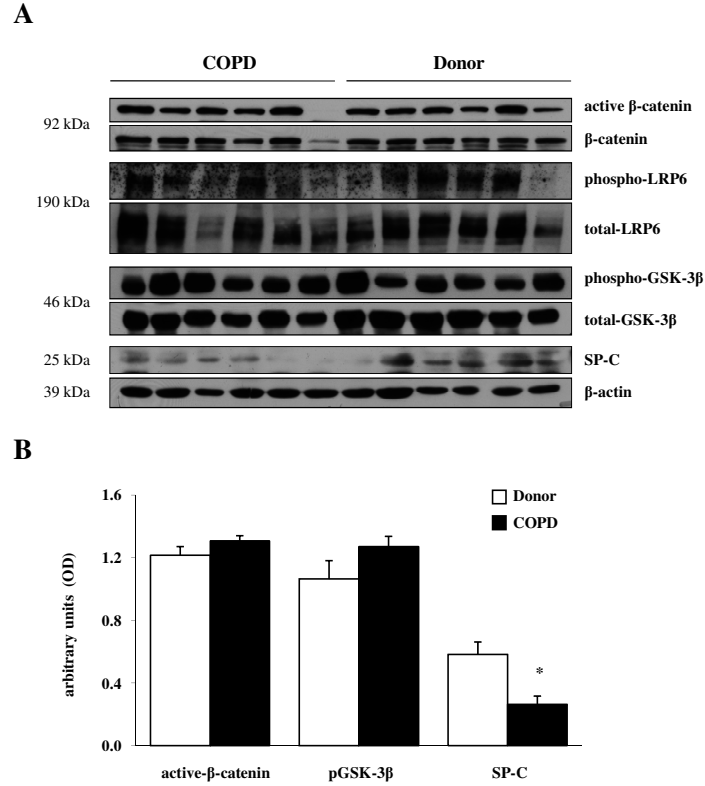 A
COPD Donor
active β-catenin
92 kDa
β-catenin
phospho-LRP6
190 kDa
total-LRP6
phospho-GSK-3β
46 kDa
total-GSK-3β
25 kDa SP-C
39 kDa β-actin
B
1.6
Donor
COPD
1.2
0.8
0.4
0.0
arbitrary units (OD)
*
active-β-catenin pGSK-3β SP-C